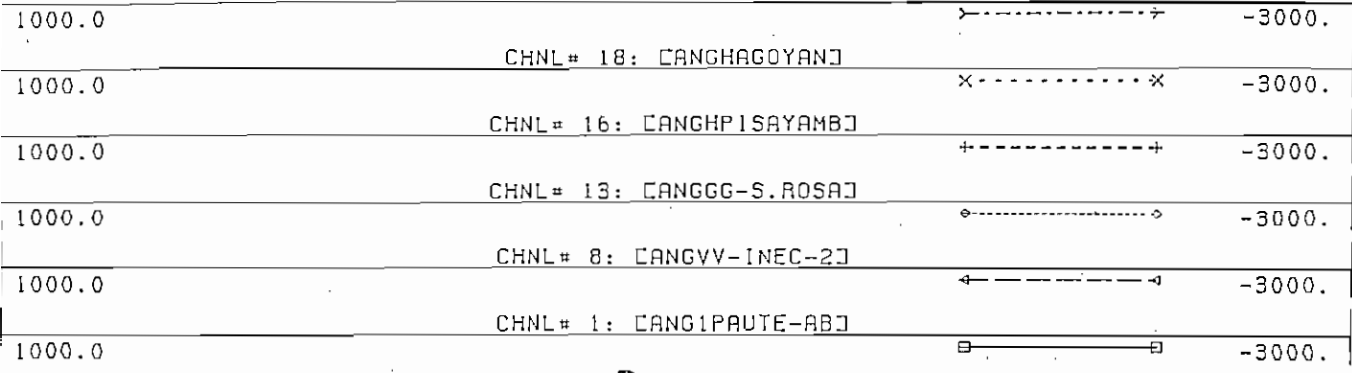 1000.0 -3000.
CHNL# 18: [ANGHAGOYAN]
1000.0 -3000.
CHNL# 16: [ANGHPISAYAMB]
1000.0 -3000.
CHNL# 13: [ANGGG-S.ROSA]
1000.0 -3000.
CHNL# 8: [ANGVV-INEC-2]
1000.0 -3000.
CHNL# 1: [ANG1PAUTE-AB]
1000.0 -3000.